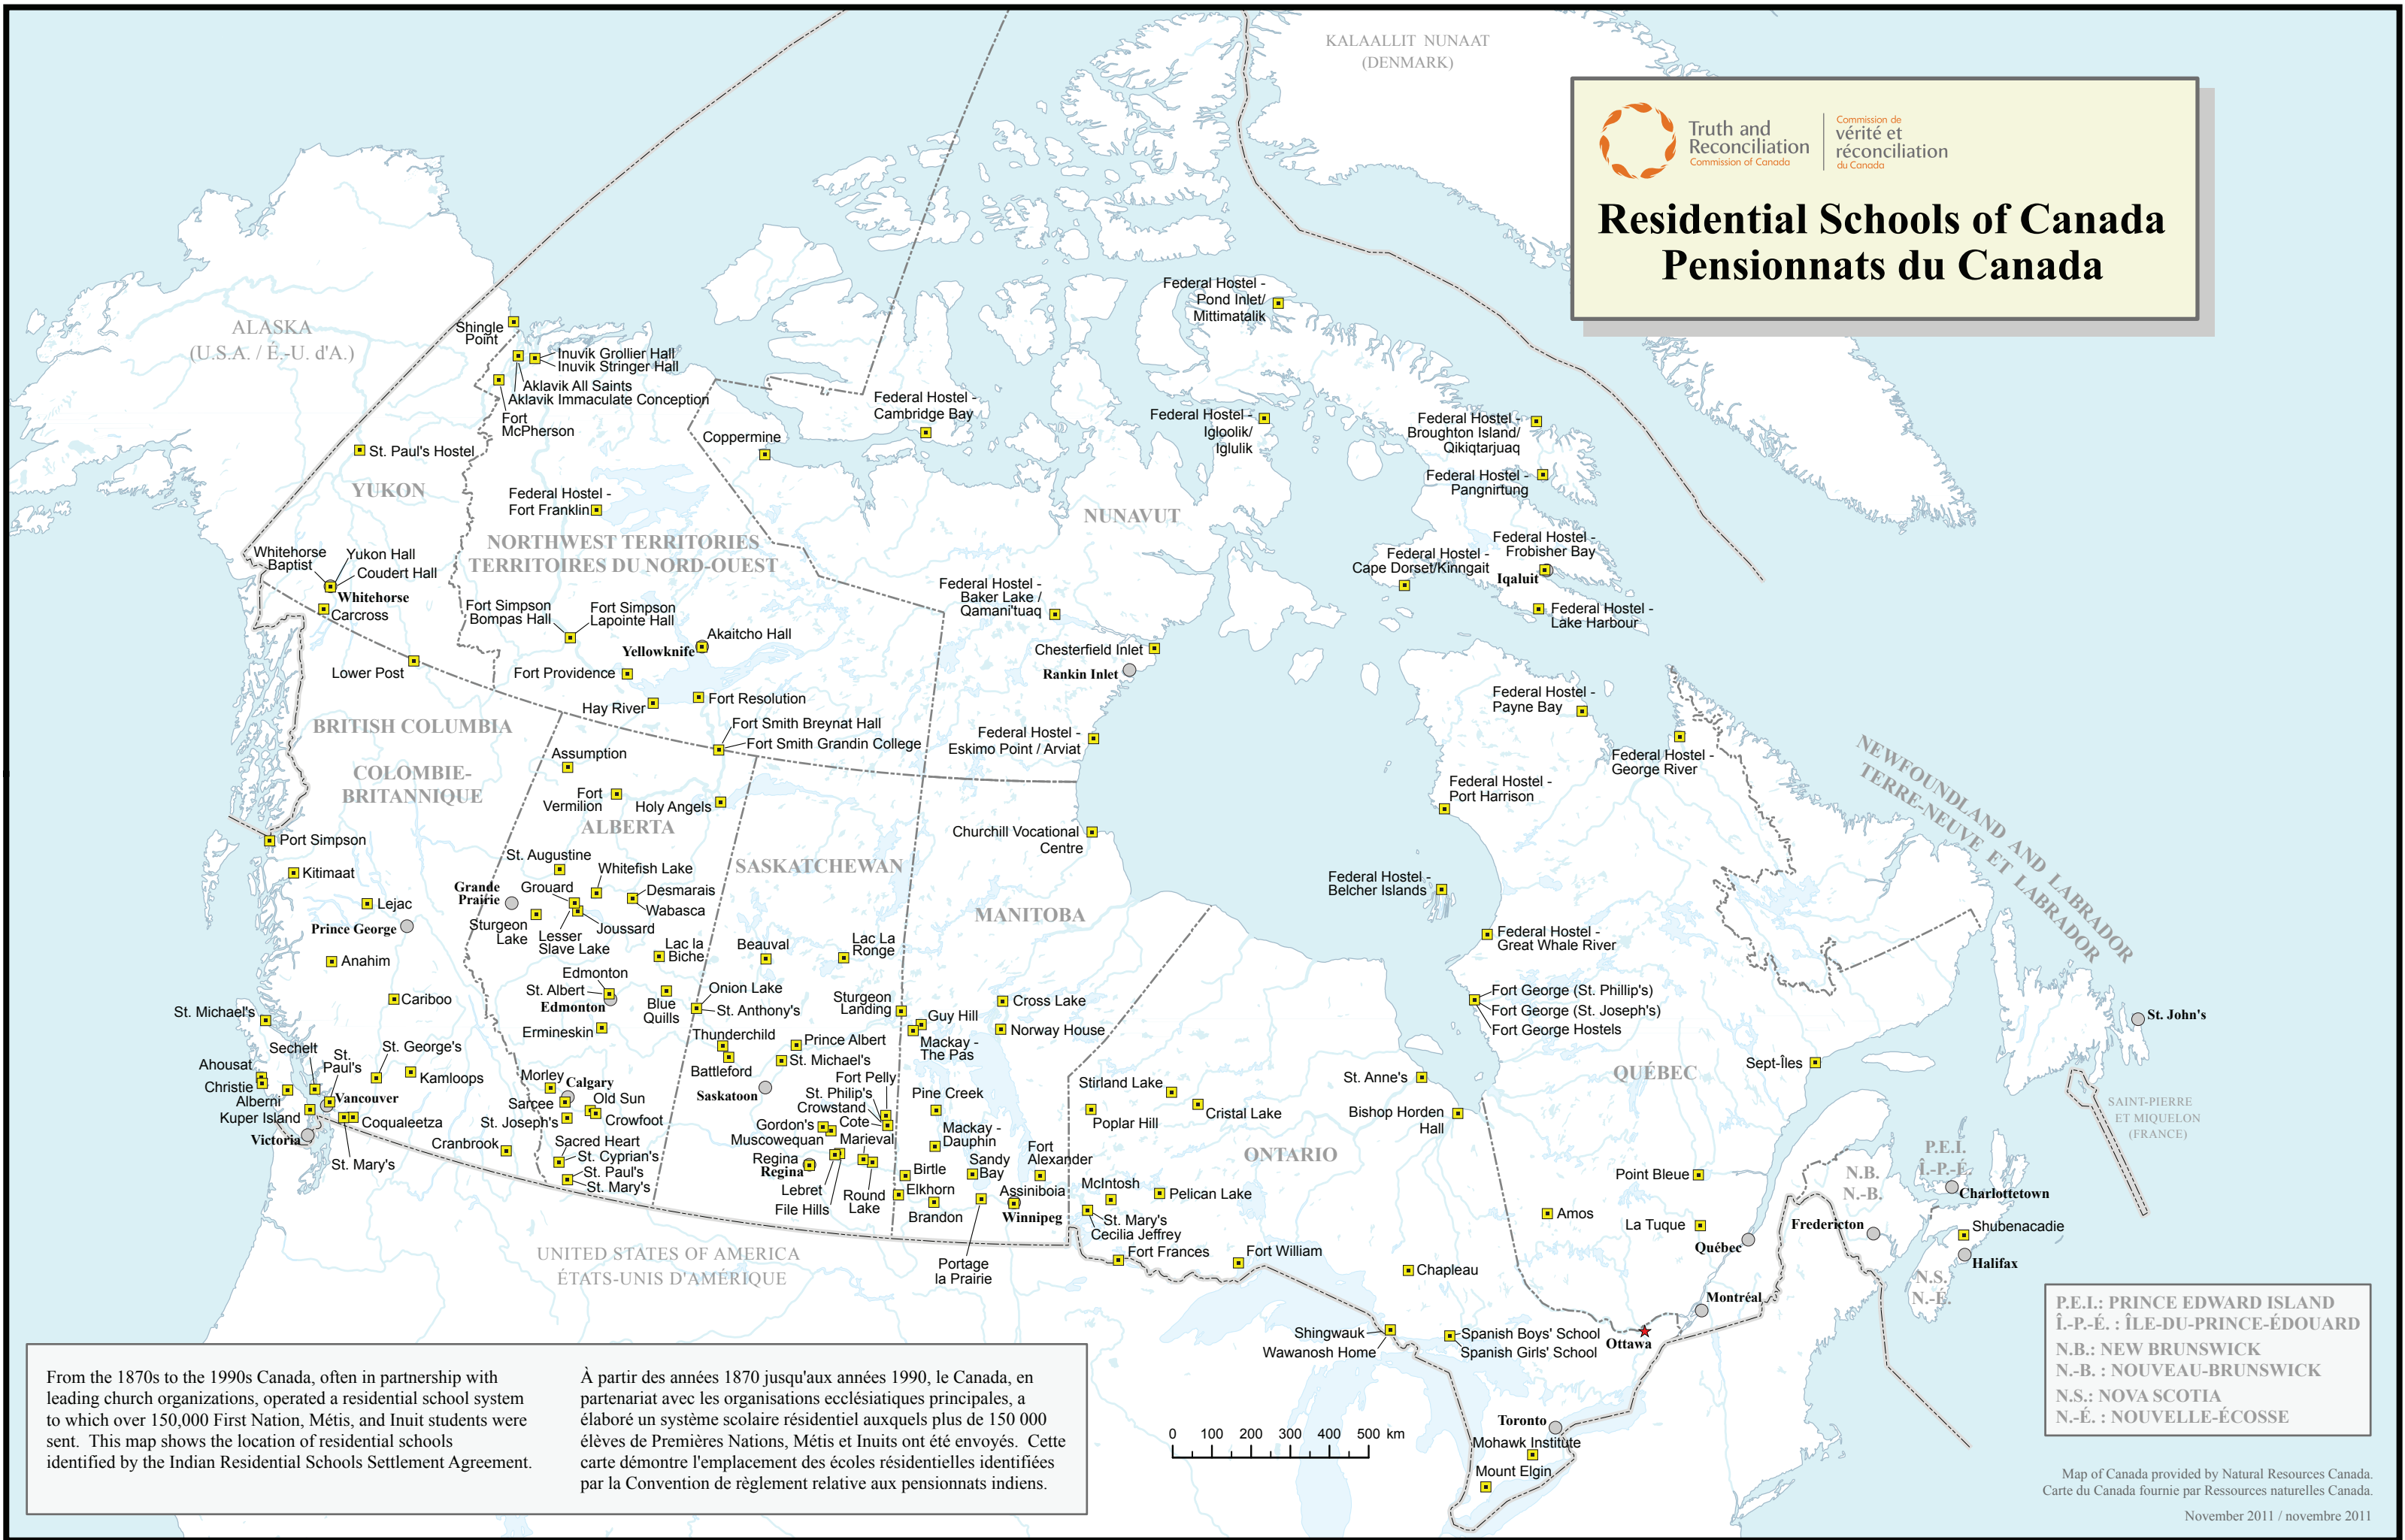 KALAALLIT NUNAAT
(DENMARK)
Truth and
Reconciliation
Commission of Canada
Commission de
vérité et
réconciliation
du Canada
Residential Schools of Canada
Pensionnats du Canada
ALASKA
(U.S.A. / É.-U. d'A.)
Shingle
Point
Inuvik Grollier Hall
Inuvik Stringer Hall
Aklavik All Saints
Aklavik Immaculate Conception
Fort
McPherson
St. Paul's Hostel
YUKON
Federal Hostel -
Fort Franklin
NORTHWEST TERRITORIES
TERRITOIRES DU NORD-OUEST
Coppermine
Federal Hostel -
Cambridge Bay
Federal Hostel -
Pond Inlet/
Mittimatalik
Federal Hostel -
Igloolik/
Iglulik
Federal Hostel -
Broughton Island/
Qikiqtarjuaq
Federal Hostel -
Pangnirtung
NUNAVUT
Federal Hostel -
Frobisher Bay
Federal Hostel -
Cape Dorset/Kinngait
Iqaluit
Federal Hostel -
Lake Harbour
Federal Hostel -
Baker Lake /
Qamani'tuaq
Chesterfield Inlet
Rankin Inlet
Federal Hostel -
Eskimo Point / Arviat
Whitehorse
Baptist
Yukon Hall
Coudert Hall
Whitehorse
Carcross
Lower Post
Fort Simpson
Bompas Hall
Fort Simpson
Lapointe Hall
Akaitcho Hall
Yellowknife
Fort Providence
Hay River
Fort Resolution
Fort Smith Breynat Hall
Fort Smith Grandin College
BRITISH COLUMBIA
COLOMBIE-
BRITANNIQUE
Assumption
Fort
Vermilion
Holy Angels
ALBERTA
SASKATCHEWAN
MANITOBA
Churchill Vocational
Centre
Federal Hostel -
Payne Bay
Federal Hostel -
George River
Federal Hostel -
Port Harrison
Federal Hostel -
Belcher Islands
Federal Hostel -
Great Whale River
NEWFOUNDLAND AND LABRADOR
TERRE-NEUVE ET LABRADOR
Port Simpson
Kitimaat
Lejac
Prince George
Anahim
Cariboo
St. Michael's
Sechelt
St.
Paul's
St. George's
Kamloops
Ahousat
Christie
Alberni
Kuper Island
Vancouver
Victoria
Coqualeetza
St. Mary's
Cranbrook
St. Augustine
Whitefish Lake
Grande
Prairie
Grouard
Desmarais
Wabasca
Sturgeon
Lake
Lesser
Slave Lake
Joussard
Lac la
Biche
Edmonton
St. Albert
Edmonton
Blue
Quills
Ermineskin
Morley
Calgary
Sarcee
Old Sun
St. Joseph's
Crowfoot
Sacred Heart
St. Cyprian's
St. Paul's
St. Mary's
Beauval
Lac La
Ronge
Onion Lake
St. Anthony's
Sturgeon
Landing
Thunderchild
Prince Albert
Battleford
St. Michael's
Saskatoon
Fort Pelly
St. Philip's
Crowstand
Cote
Gordon's
Muscowequan
Marieval
Regina
Regina
Lebret
File Hills
Round
Lake
Cross Lake
Guy Hill
Norway House
Mackay -
The Pas
Pine Creek
Mackay -
Dauphin
Fort
Alexander
Sandy
Bay
Birtle
Elkhorn
Brandon
Assiniboia
Winnipeg
Portage
la Prairie
Stirland Lake
Poplar Hill
Cristal Lake
St. Anne's
Bishop Horden
Hall
ONTARIO
McIntosh
Pelican Lake
St. Mary's
Cecilia Jeffrey
Fort Frances
Fort William
Chapleau
Shingwauk
Wawanosh Home
Spanish Boys' School
Spanish Girls' School
Ottawa
Toronto
Mohawk Institute
Mount Elgin
Fort George (St. Phillip's)
Fort George (St. Joseph's)
Fort George Hostels
QUÉBEC
Sept-Îles
Point Bleue
Amos
La Tuque
Québec
Montréal
St. John's
SAINT-PIERRE
ET MIQUELON
(FRANCE)
P.E.I.
Î.-P.-É.
N.B.
N.-B.
Charlottetown
Fredericton
Shubenacadie
Halifax
N.S.
N.-É.
UNITED STATES OF AMERICA
ÉTATS-UNIS D'AMÉRIQUE
From the 1870s to the 1990s Canada, often in partnership with
leading church organizations, operated a residential school system
to which over 150,000 First Nation, Métis, and Inuit students were
sent. This map shows the location of residential schools
identified by the Indian Residential Schools Settlement Agreement.
À partir des années 1870 jusqu'aux années 1990, le Canada, en
partenariat avec les organisations ecclésiatiques principales, a
élaboré un système scolaire résidentiel auxquels plus de 150 000
élèves de Premières Nations, Métis et Inuits ont été envoyés. Cette
carte démontre l'emplacement des écoles résidentielles identifiées
par la Convention de règlement relative aux pensionnats indiens.
0 100 200 300 400 500 km
P.E.I.: PRINCE EDWARD ISLAND
Î.-P.-É. : ÎLE-DU-PRINCE-ÉDOUARD
N.B.: NEW BRUNSWICK
N.-B. : NOUVEAU-BRUNSWICK
N.S.: NOVA SCOTIA
N.-É. : NOUVELLE-ÉCOSSE
Map of Canada provided by Natural Resources Canada.
Carte du Canada fournie par Ressources naturelles Canada.
November 2011 / novembre 2011